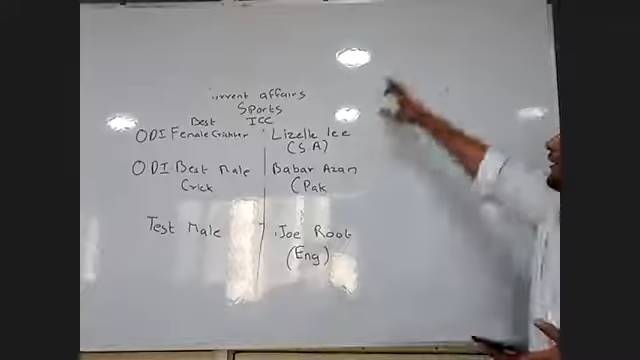 current affairs
Sports
Best ICC
ODI Female Cricketer Lizelle lee
(S A)
ODI Best Male Babar Azam
Crick (Pak
Test Male Joe Root
(Eng)